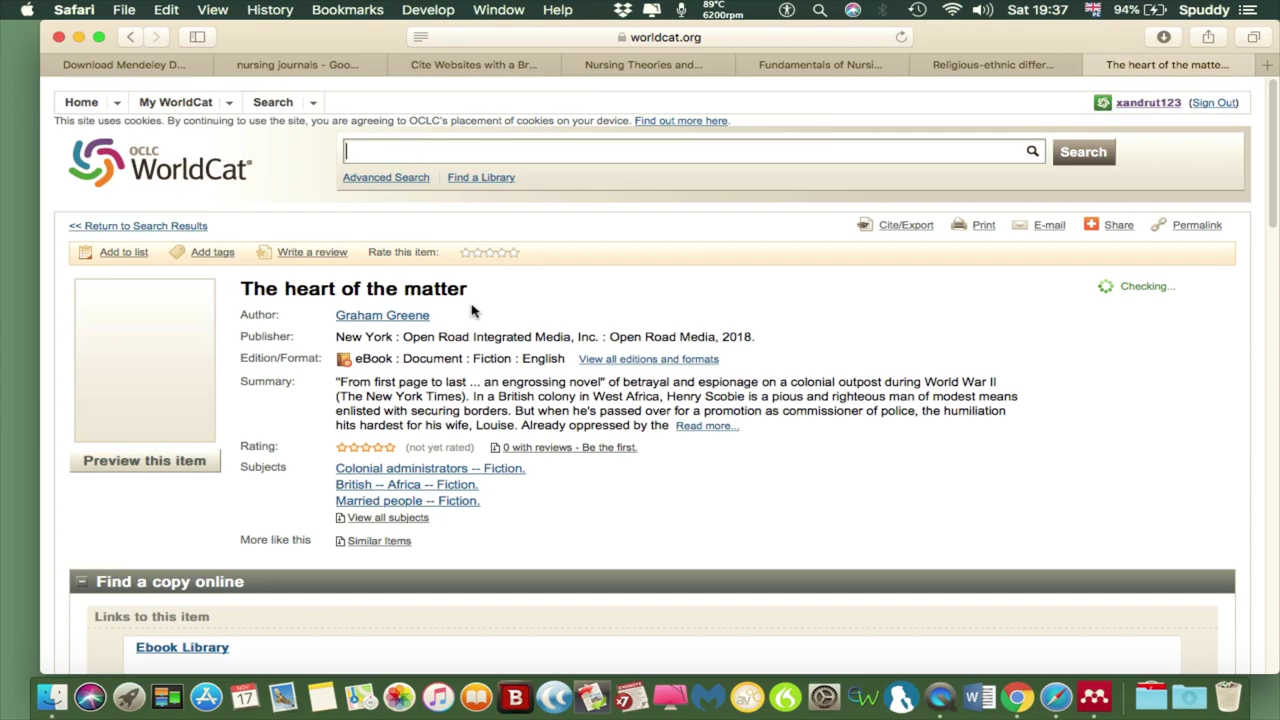 Safari File Edit View History Bookmarks Develop Window Help 89°C 6200rpm Sat 19:37 94% Spuddy
worldcat.org
Download Mendeley D... nursing journals - Goo... Cite Websites with a Br... Nursing Theories and... Fundamentals of Nursi... Religious-ethnic differ... The heart of the matte...
Home My WorldCat Search xandrut123 (Sign Out)
This site uses cookies. By continuing to use the site, you are agreeing to OCLC's placement of cookies on your device. Find out more here.
OCLC
WorldCat® Search
Advanced Search Find a Library
<< Return to Search Results Cite/Export Print E-mail Share Permalink
Add to list Add tags Write a review Rate this item:
The heart of the matter Checking...
Author: Graham Greene
Publisher: New York : Open Road Integrated Media, Inc. : Open Road Media, 2018.
Edition/Format: eBook : Document : Fiction : English View all editions and formats
Summary: "From first page to last ... an engrossing novel" of betrayal and espionage on a colonial outpost during World War II
(The New York Times). In a British colony in West Africa, Henry Scobie is a pious and righteous man of modest means
enlisted with securing borders. But when he's passed over for a promotion as commissioner of police, the humiliation
hits hardest for his wife, Louise. Already oppressed by the Read more...
Rating: (not yet rated) 0 with reviews - Be the first.
Preview this item
Subjects Colonial administrators -- Fiction.
British -- Africa -- Fiction.
Married people -- Fiction.
View all subjects
More like this Similar Items
Find a copy online
Links to this item
Ebook Library
NOV
17
B
W